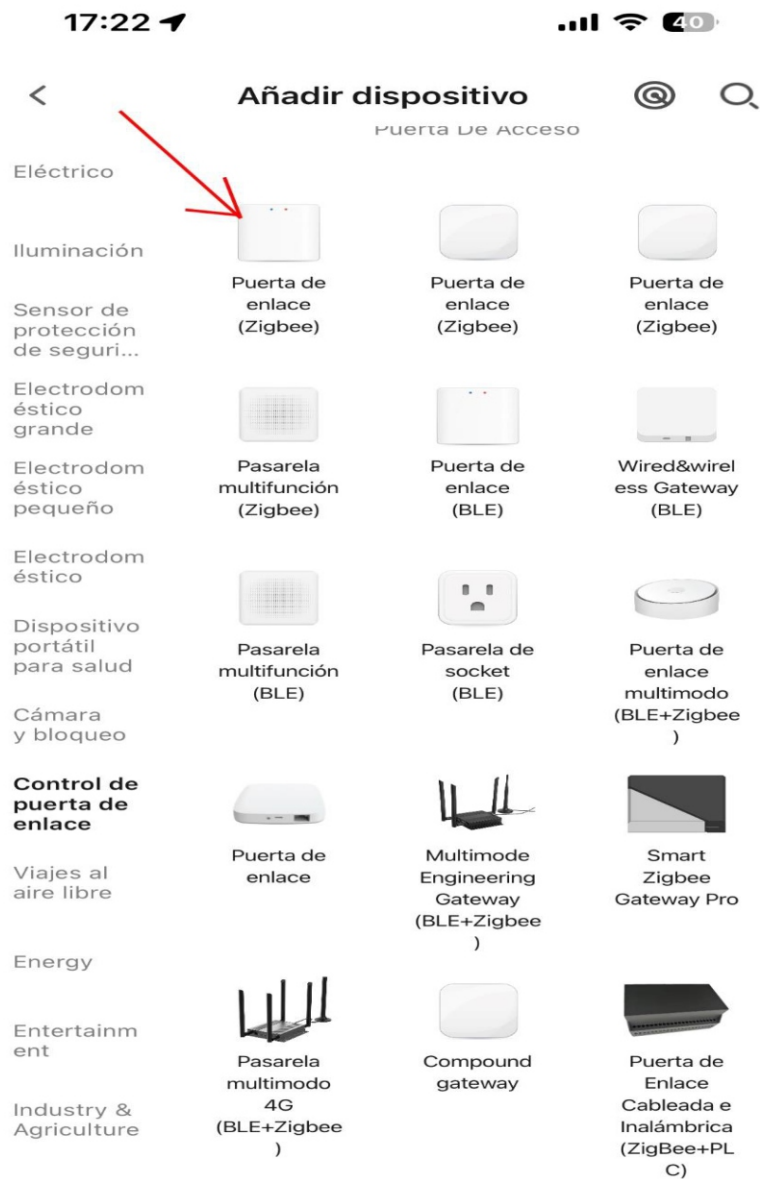 17:22
40
Añadir dispositivo
Puerta De Acceso
Eléctrico
Iluminación
Sensor de
protección
de seguri...
Electrodom
éstico
grande
Electrodom
éstico
pequeño
Electrodom
éstico
Dispositivo
portátil
para salud
Cámara
y bloqueo
Control de
puerta de
enlace
Viajes al
aire libre
Energy
Entertainm
ent
Industry &
Agriculture
Puerta de
enlace
(Zigbee)
Puerta de
enlace
(Zigbee)
Puerta de
enlace
(Zigbee)
Pasarela
multifunción
(Zigbee)
Puerta de
enlace
(BLE)
Wired&wirel
ess Gateway
(BLE)
Pasarela
multifunción
(BLE)
Pasarela de
socket
(BLE)
Puerta de
enlace
multimodo
(BLE+Zigbee
)
Puerta de
enlace
Multimode
Engineering
Gateway
(BLE+Zigbee
)
Smart
Zigbee
Gateway Pro
Pasarela
multimodo
4G
(BLE+Zigbee
)
Compound
gateway
Puerta de
Enlace
Cableada e
Inalámbrica
(ZigBee+PL
C)